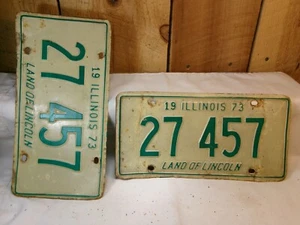 19 ILLINOIS 73
27 457
LAND OF LINCOLN
19 ILLINOIS 73
27 457
LAND OF LINCOLN